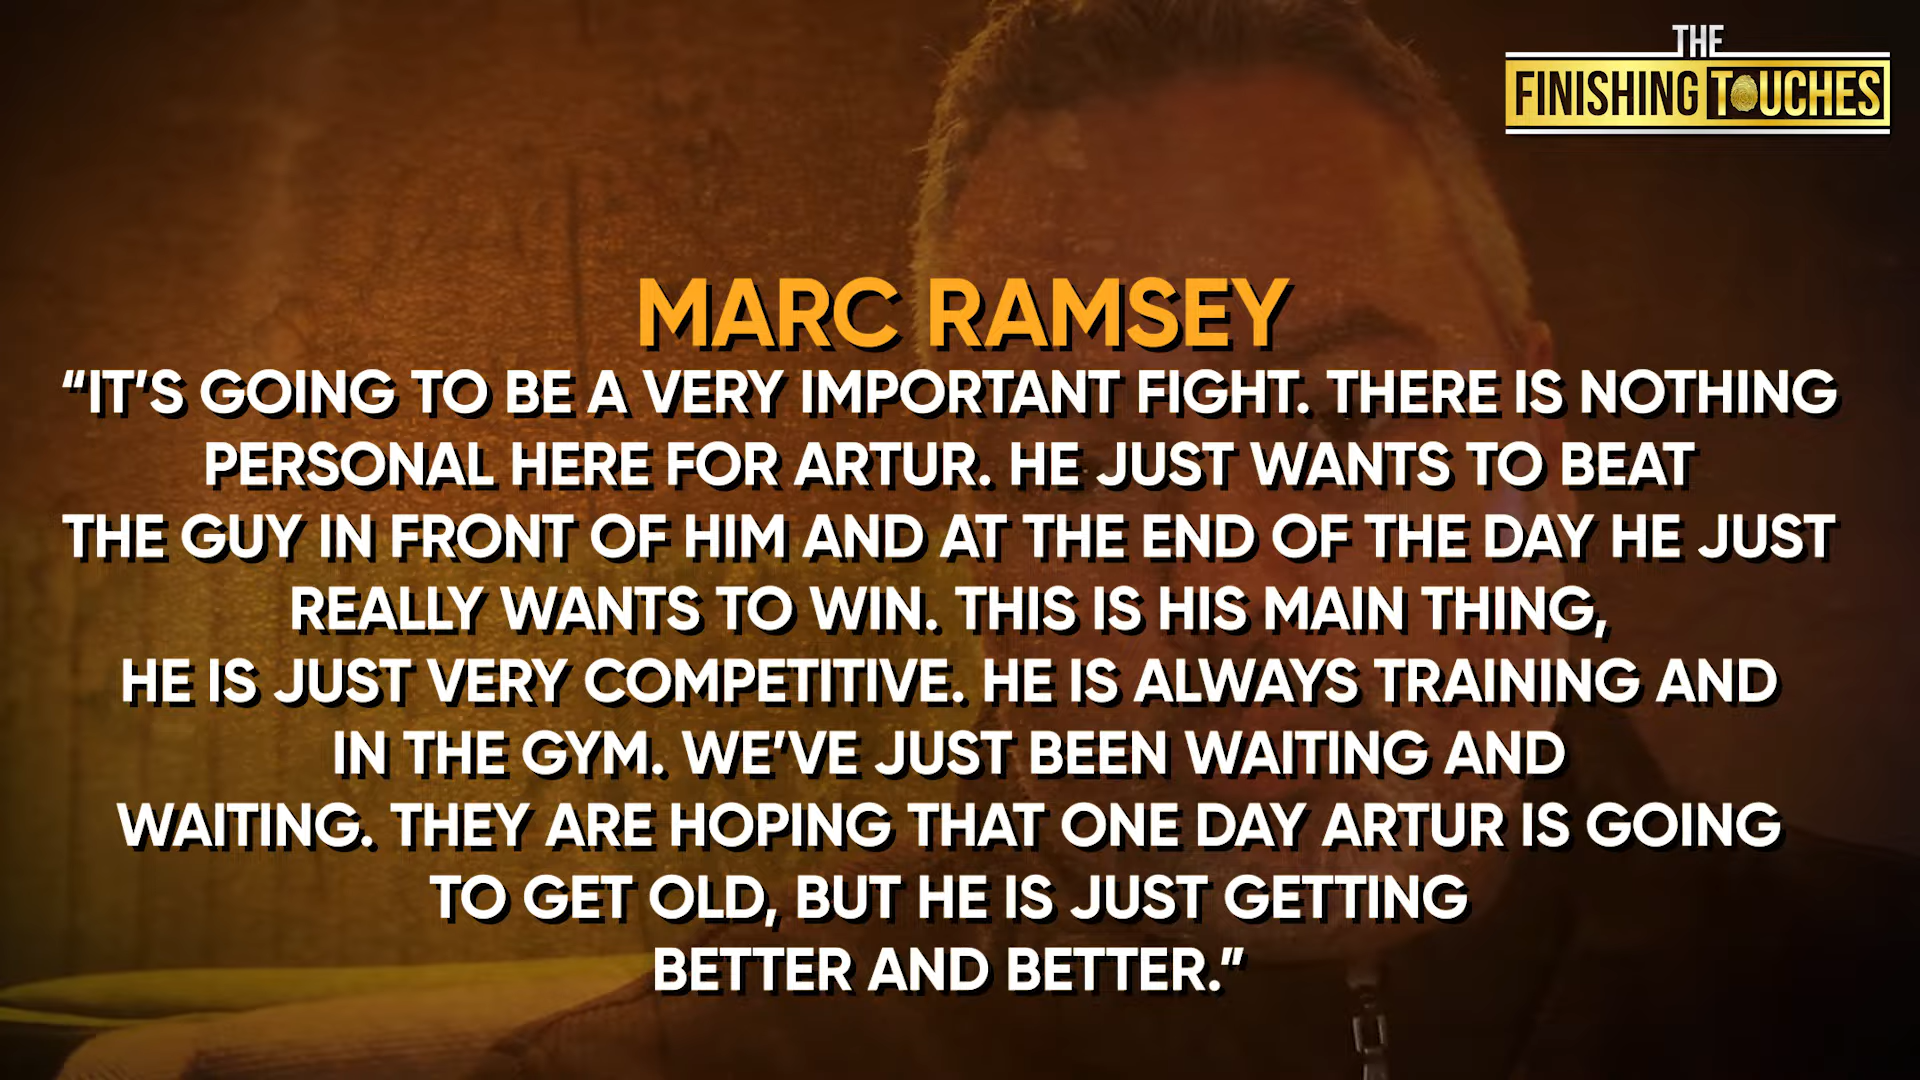 THE
FINISHING TOUCHES
MARC RAMSEY
“IT’S GOING TO BE A VERY IMPORTANT FIGHT. THERE IS NOTHING
PERSONAL HERE FOR ARTUR. HE JUST WANTS TO BEAT
THE GUY IN FRONT OF HIM AND AT THE END OF THE DAY HE JUST
REALLY WANTS TO WIN. THIS IS HIS MAIN THING,
HE IS JUST VERY COMPETITIVE. HE IS ALWAYS TRAINING AND
IN THE GYM. WE’VE JUST BEEN WAITING AND
WAITING. THEY ARE HOPING THAT ONE DAY ARTUR IS GOING
TO GET OLD, BUT HE IS JUST GETTING
BETTER AND BETTER.”